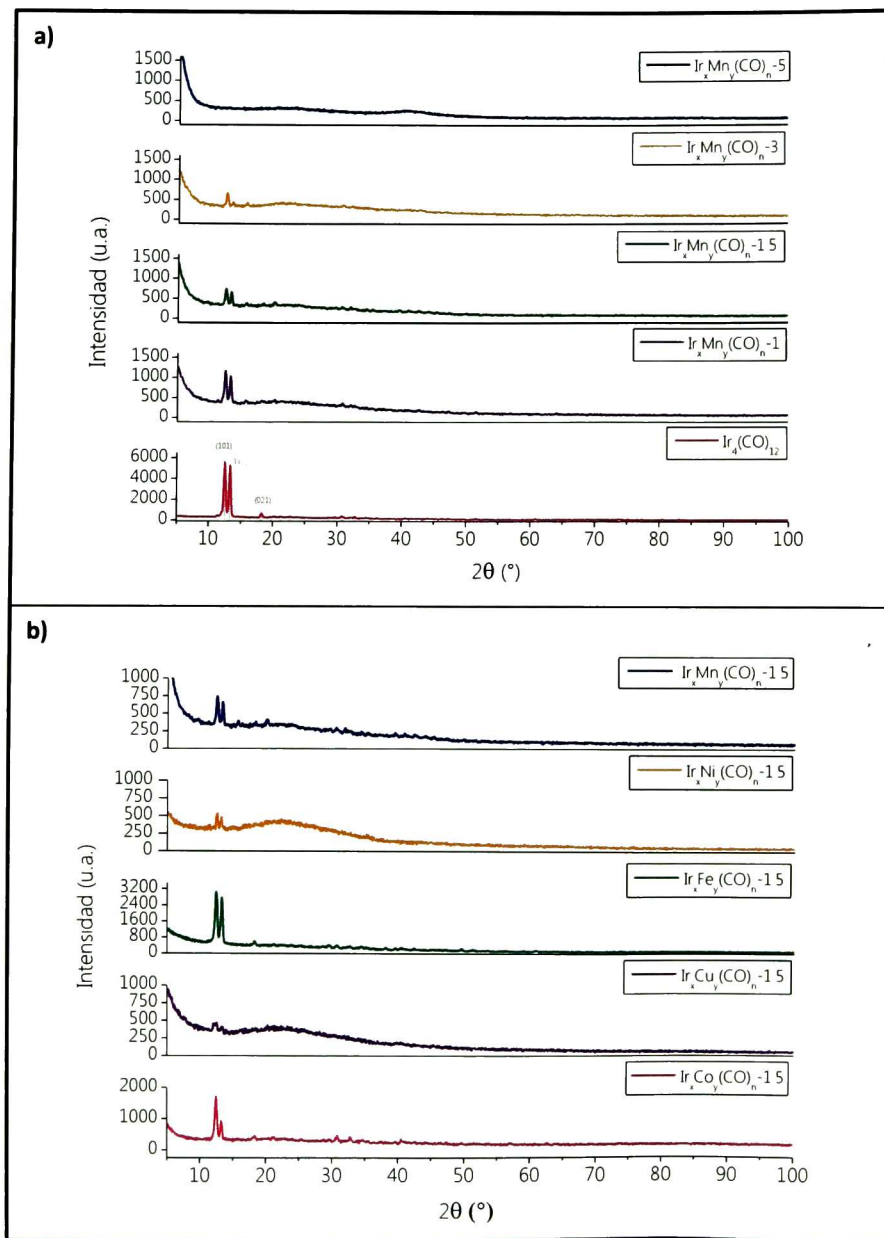 a)
1500
1000
500
0
IrxMny(CO)n-5
1500
1000
500
0
IrxMny(CO)n-3
1500
1000
500
0
IrxMny(CO)n-1 5
1500
1000
500
0
IrxMny(CO)n-1
6000
4000
2000
0
Ir4(CO)12
(101)
(021)
10 20 30 40 50 60 70 80 90 100
Intensidad (u.a.)
2θ (°)
b)
1000
750
500
250
0
IrxMny(CO)n-1 5
1000
750
500
250
0
IrxNiy(CO)n-1 5
3200
2400
1600
800
0
IrxFey(CO)n-1 5
1000
750
500
250
0
IrxCuy(CO)n-1 5
2000
1000
0
IrxCoy(CO)n-1 5
10 20 30 40 50 60 70 80 90 100
Intensidad (u.a.)
2θ (°)